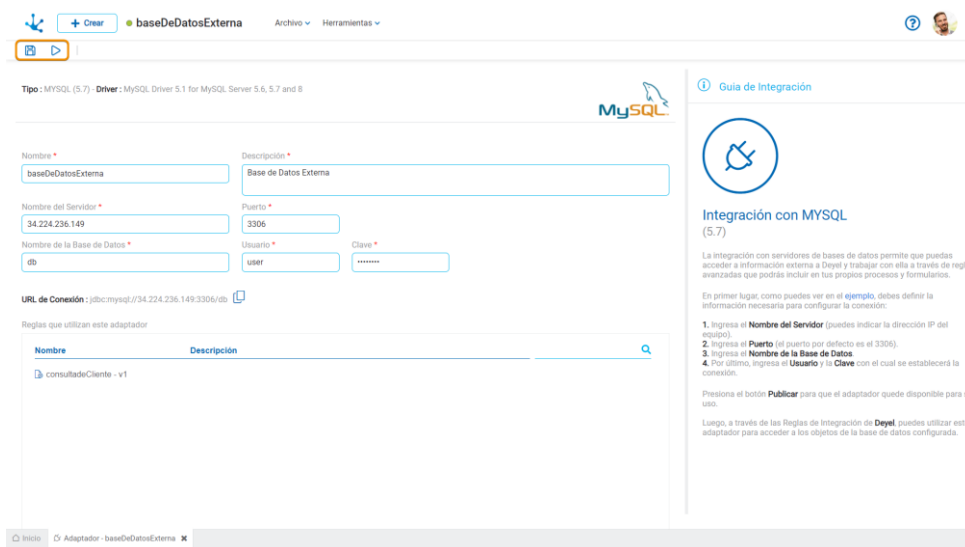 + Crear
baseDeDatosExterna
Archivo
Herramientas
?
Tipo : MYSQL (5.7) - Driver : MySQL Driver 5.1 for MySQL Server 5.6, 5.7 and 8
MySQL
Nombre *
Descripción *
baseDeDatosExterna
Base de Datos Externa
Nombre del Servidor *
Puerto *
34.224.236.149
3306
Nombre de la Base de Datos *
Usuario *
Clave *
db
user
••••••••
URL de Conexión : jdbc:mysql://34.224.236.149:3306/db
Reglas que utilizan este adaptador
Nombre
Descripción
consultadeCliente - v1
Guia de Integración
Integración con MYSQL
(5.7)
La integración con servidores de bases de datos permite que puedas
acceder a información externa a Deyel y trabajar con ella a través de regl
avanzadas que podrás incluir en tus propios procesos y formularios.
En primer lugar, como puedes ver en el ejemplo, debes definir la
información necesaria para configurar la conexión:
1. Ingresa el Nombre del Servidor (puedes indicar la dirección IP del
equipo).
2. Ingresa el Puerto (el puerto por defecto es el 3306).
3. Ingresa el Nombre de la Base de Datos.
4. Por último, ingresa el Usuario y la Clave con el cual se establecerá la
conexión.
Presiona el botón Publicar para que el adaptador quede disponible para
uso.
Luego, a través de las Reglas de Integración de Deyel, puedes utilizar est
adaptador para acceder a los objetos de la base de datos configurada.
Inicio
Adaptador - baseDeDatosExterna